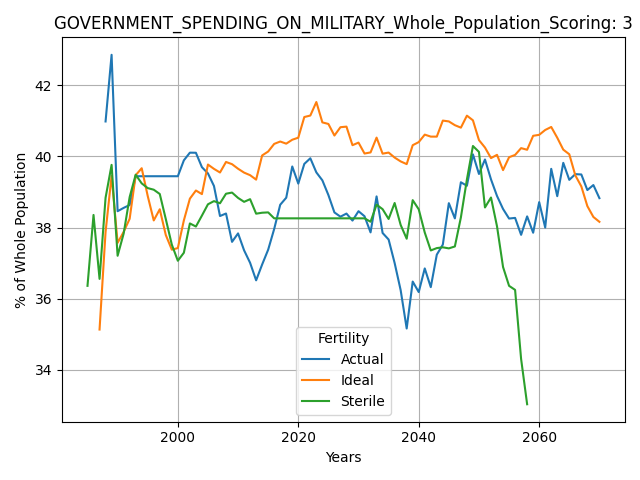 GOVERNMENT_SPENDING_ON_MILITARY_Whole_Population_Scoring: 3
% of Whole Population
42
40
38
36
34
Fertility
Actual
Ideal
Sterile
2000 2020 2040 2060
Years